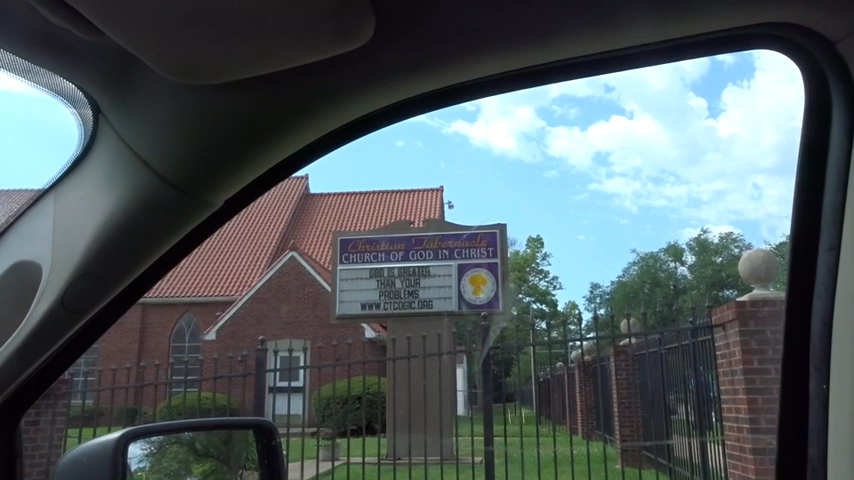 Christian Tabernacle
CHURCH OF GOD IN CHRIST
GOD IS GREATER
THAN YOUR
PROBLEMS
WWW.CTCOGIC.ORG